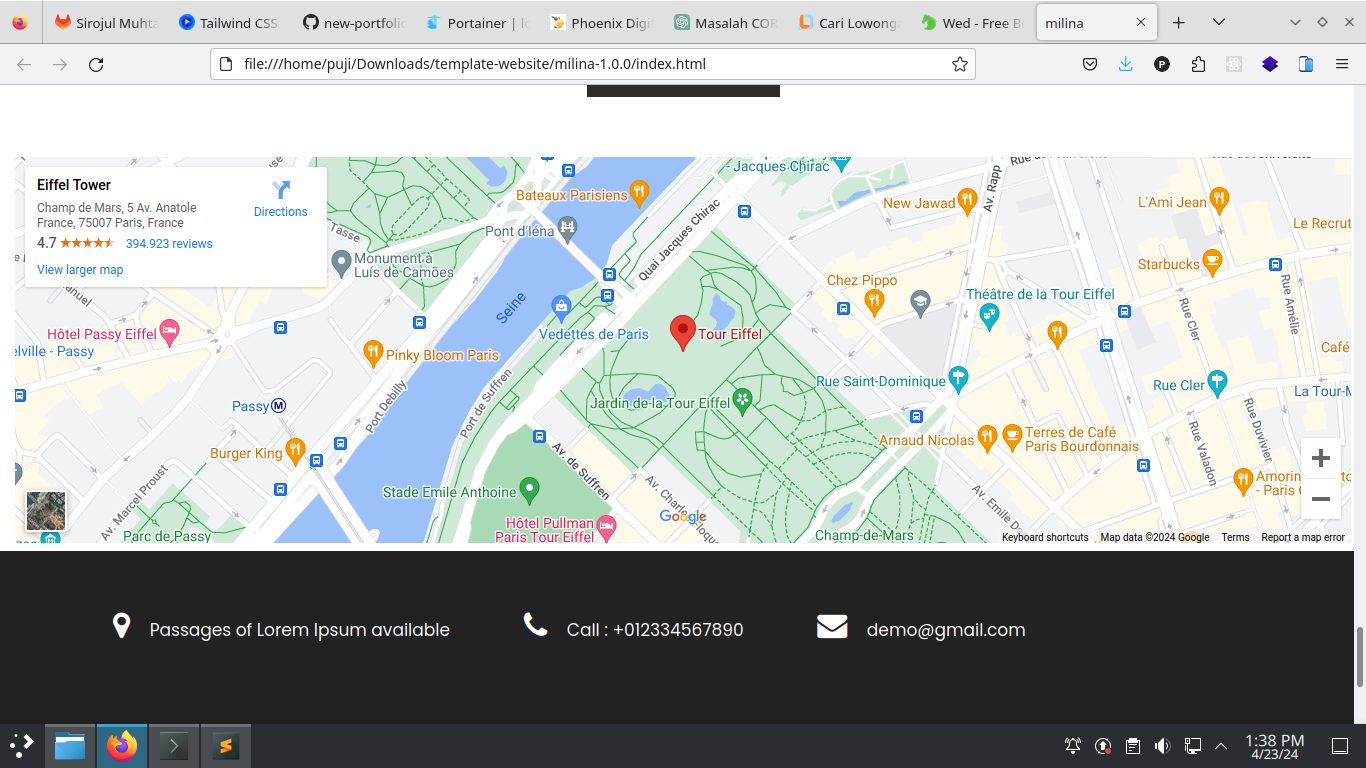 Sirojul Muhta
Tailwind CSS
new-portfolio
Portainer | lo
Phoenix Digit
Masalah COR
Cari Lowonga
Wed - Free B
milina
file:///home/puji/Downloads/template-website/milina-1.0.0/index.html
Eiffel Tower
Champ de Mars, 5 Av. Anatole
France, 75007 Paris, France
4.7
394.923 reviews
View larger map
Directions
Tasse
Monument à
Luís de Camões
Bateaux Parisiens
Pont d'Iéna
Quai Jacques Chirac
Jacques Chirac
New Jawad
Av. Rapp
L'Ami Jean
Le Recrut
Starbucks
Chez Pippo
Théâtre de la Tour Eiffel
Rue Cler
Rue Amélie
Hôtel Passy Eiffel
elville - Passy
Seine
Vedettes de Paris
Tour Eiffel
Pinky Bloom Paris
Café
Rue Saint-Dominique
Rue Cler
La Tour-M
Passy
M
Port Debilly
Port de Suffren
Jardin de la Tour Eiffel
Burger King
Arnaud Nicolas
Terres de Café
Paris Bourdonnais
Rue Valadon
Rue Duvivier
Av. de Suffren
Av. Marcel Proust
Stade Emile Anthoine
Amorin
- Paris
Av. Emile D
Google
Hôtel Pullman
Paris Tour Eiffel
Parc de Passy
Champ-de-Mars
Keyboard shortcuts
Map data ©2024 Google
Terms
Report a map error
Passages of Lorem Ipsum available
Call : +012334567890
demo@gmail.com
1:38 PM
4/23/24